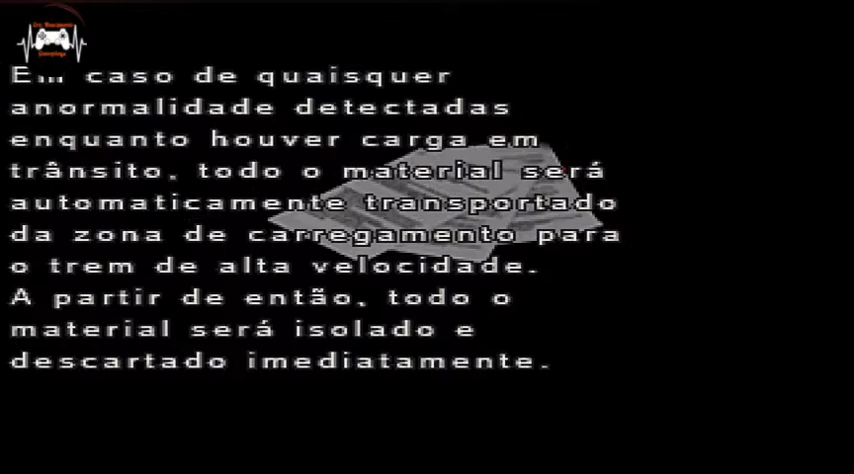 Em caso de quaisquer
anormalidade detectadas
enquanto houver carga em
trânsito, todo o material será
automaticamente transportado
da zona de carregamento para
o trem de alta velocidade.
A partir de então, todo o
material será isolado e
descartado imediatamente.